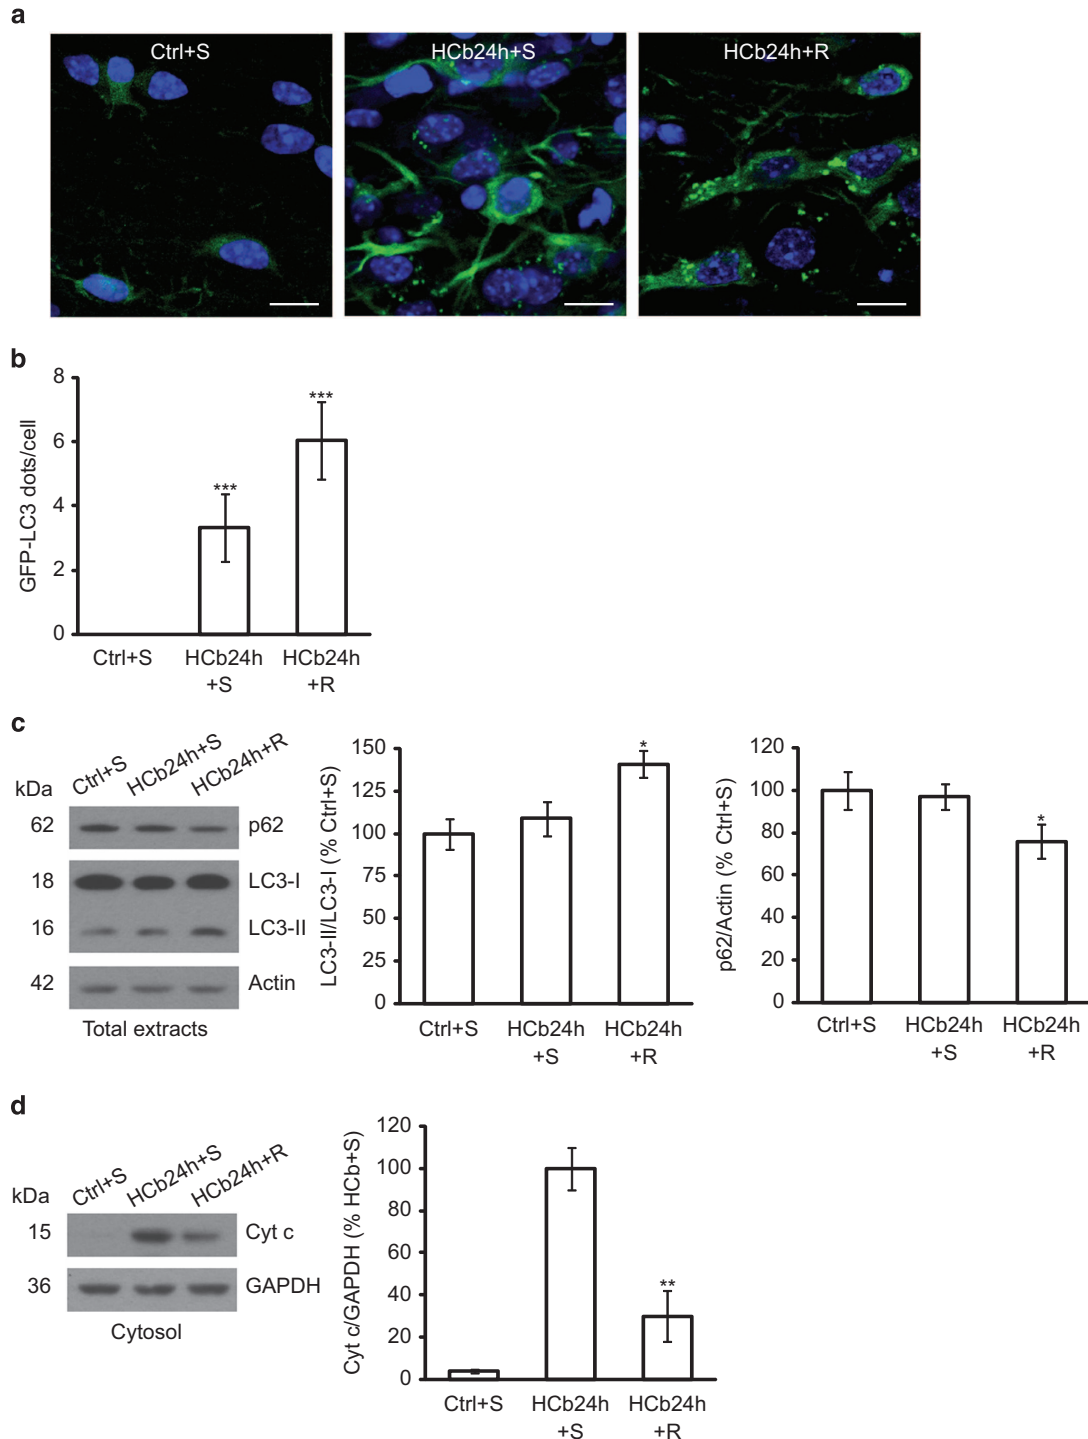 a
Ctrl+S
HCb24h+S
HCb24h+R
b
GFP-LC3 dots/cell
8
6
4
2
0
***
***
Ctrl+S
HCb24h
+S
HCb24h
+R
c
kDa
Ctrl+S
HCb24h+S
HCb24h+R
62
p62
18
LC3-I
16
LC3-II
42
Actin
Total extracts
LC3-II/LC3-I (% Ctrl+S)
150
125
100
75
50
25
0
*
Ctrl+S
HCb24h
+S
HCb24h
+R
p62/Actin (% Ctrl+S)
120
100
80
60
40
20
0
*
Ctrl+S
HCb24h
+S
HCb24h
+R
d
kDa
Ctrl+S
HCb24h+S
HCb24h+R
15
Cyt c
36
GAPDH
Cytosol
Cyt c/GAPDH (% HCb+S)
120
100
80
60
40
20
0
**
Ctrl+S
HCb24h
+S
HCb24h
+R